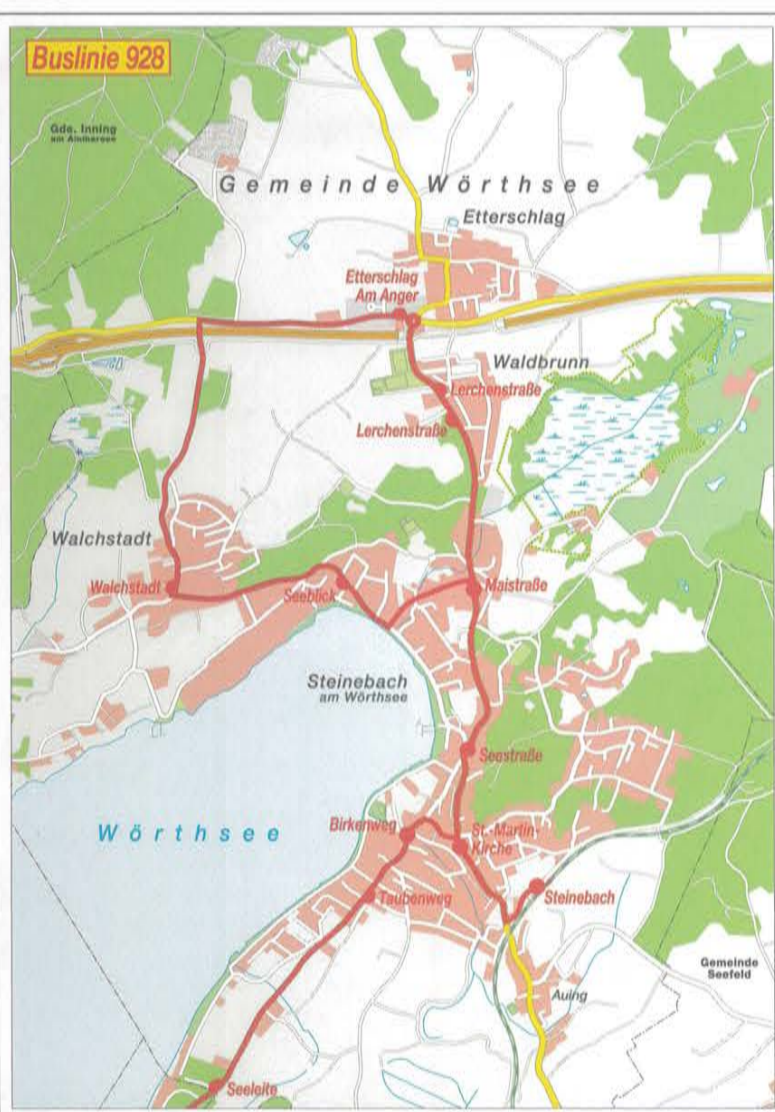 Buslinie 928
Gde. Inning
am Ammersee
Gemeinde Wörthsee
Etterschlag
Etterschlag
Am Anger
Waldbrunn
Lerchenstraße
Lerchenstraße
Walchstadt
Walchstadt
Seeblick
Maistraße
Steinebach
am Wörthsee
Seestraße
Wörthsee
Birkenweg
St.-Martin-
Kirche
Taubenweg
Steinebach
Gemeinde
Seefeld
Auing
Seeleite